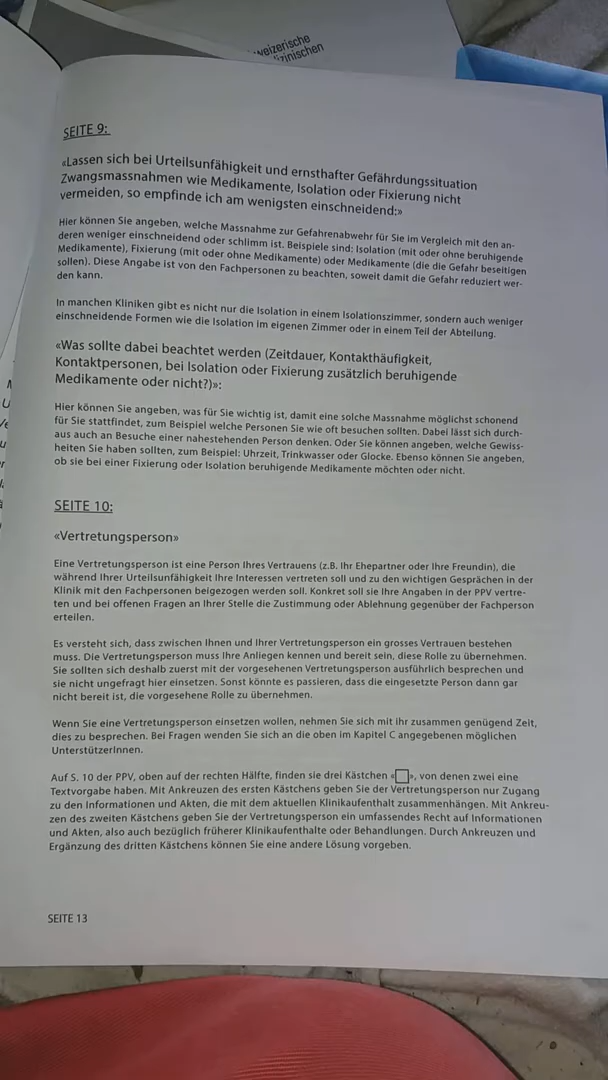 weizerische
zinischen
SEITE 9:
«Lassen sich bei Urteilsunfähigkeit und ernsthafter Gefährdungssituation
Zwangsmassnahmen wie Medikamente, Isolation oder Fixierung nicht
vermeiden, so empfinde ich am wenigsten einschneidend:»
Hier können Sie angeben, welche Massnahme zur Gefahrenabwehr für Sie im Vergleich mit den an-
deren weniger einschneidend oder schlimm ist. Beispiele sind: Isolation (mit oder ohne beruhigende
Medikamente), Fixierung (mit oder ohne Medikamente) oder Medikamente (die die Gefahr beseitigen
sollen). Diese Angabe ist von den Fachpersonen zu beachten, soweit damit die Gefahr reduziert wer-
den kann.
In manchen Kliniken gibt es nicht nur die Isolation in einem Isolationszimmer, sondern auch weniger
einschneidende Formen wie die Isolation im eigenen Zimmer oder in einem Teil der Abteilung.
«Was sollte dabei beachtet werden (Zeitdauer, Kontakthäufigkeit,
Kontaktpersonen, bei Isolation oder Fixierung zusätzlich beruhigende
Medikamente oder nicht?)»:
Hier können Sie angeben, was für Sie wichtig ist, damit eine solche Massnahme möglichst schonend
für Sie stattfindet, zum Beispiel welche Personen Sie wie oft besuchen sollten. Dabei lässt sich durch-
aus auch an Besuche einer nahestehenden Person denken. Oder Sie können angeben, welche Gewiss-
heiten Sie haben sollten, zum Beispiel: Uhrzeit, Trinkwasser oder Glocke. Ebenso können Sie angeben,
ob sie bei einer Fixierung oder Isolation beruhigende Medikamente möchten oder nicht.
SEITE 10:
«Vertretungsperson»
Eine Vertretungsperson ist eine Person Ihres Vertrauens (z.B. Ihr Ehepartner oder Ihre Freundin), die
während Ihrer Urteilsunfähigkeit Ihre Interessen vertreten soll und zu den wichtigen Gesprächen in der
Klinik mit den Fachpersonen beigezogen werden soll. Konkret soll sie Ihre Angaben in der PPV vertre-
ten und bei offenen Fragen an Ihrer Stelle die Zustimmung oder Ablehnung gegenüber der Fachperson
erteilen.
Es versteht sich, dass zwischen Ihnen und Ihrer Vertretungsperson ein grosses Vertrauen bestehen
muss. Die Vertretungsperson muss Ihre Anliegen kennen und bereit sein, diese Rolle zu übernehmen.
Sie sollten sich deshalb zuerst mit der vorgesehenen Vertretungsperson ausführlich besprechen und
sie nicht ungefragt hier einsetzen. Sonst könnte es passieren, dass die eingesetzte Person dann gar
nicht bereit ist, die vorgesehene Rolle zu übernehmen.
Wenn Sie eine Vertretungsperson einsetzen wollen, nehmen Sie sich mit ihr zusammen genügend Zeit,
dies zu besprechen. Bei Fragen wenden Sie sich an die oben im Kapitel C angegebenen möglichen
UnterstützerInnen.
Auf S. 10 der PPV, oben auf der rechten Hälfte, finden sie drei Kästchen «☐», von denen zwei eine
Textvorgabe haben. Mit Ankreuzen des ersten Kästchens geben Sie der Vertretungsperson nur Zugang
zu den Informationen und Akten, die mit dem aktuellen Klinikaufenthalt zusammenhängen. Mit Ankreu-
zen des zweiten Kästchens geben Sie der Vertretungsperson ein umfassendes Recht auf Informationen
und Akten, also auch bezüglich früherer Klinikaufenthalte oder Behandlungen. Durch Ankreuzen und
Ergänzung des dritten Kästchens können Sie eine andere Lösung vorgeben.
SEITE 13